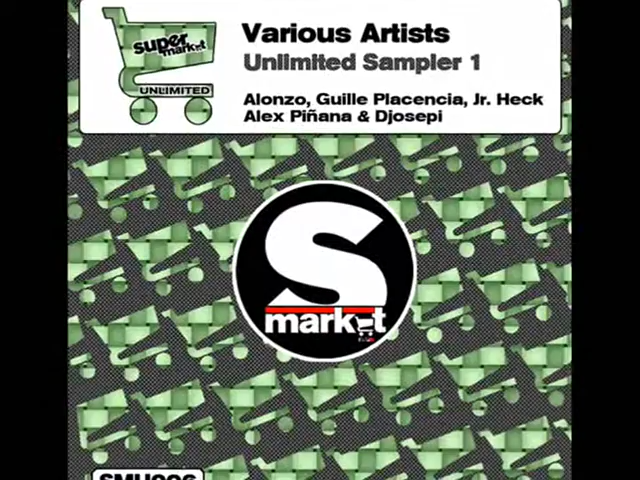 super
market
UNLIMITED
Various Artists
Unlimited Sampler 1
Alonzo, Guille Placencia, Jr. Heck
Alex Piñana & Djosepi
S
market